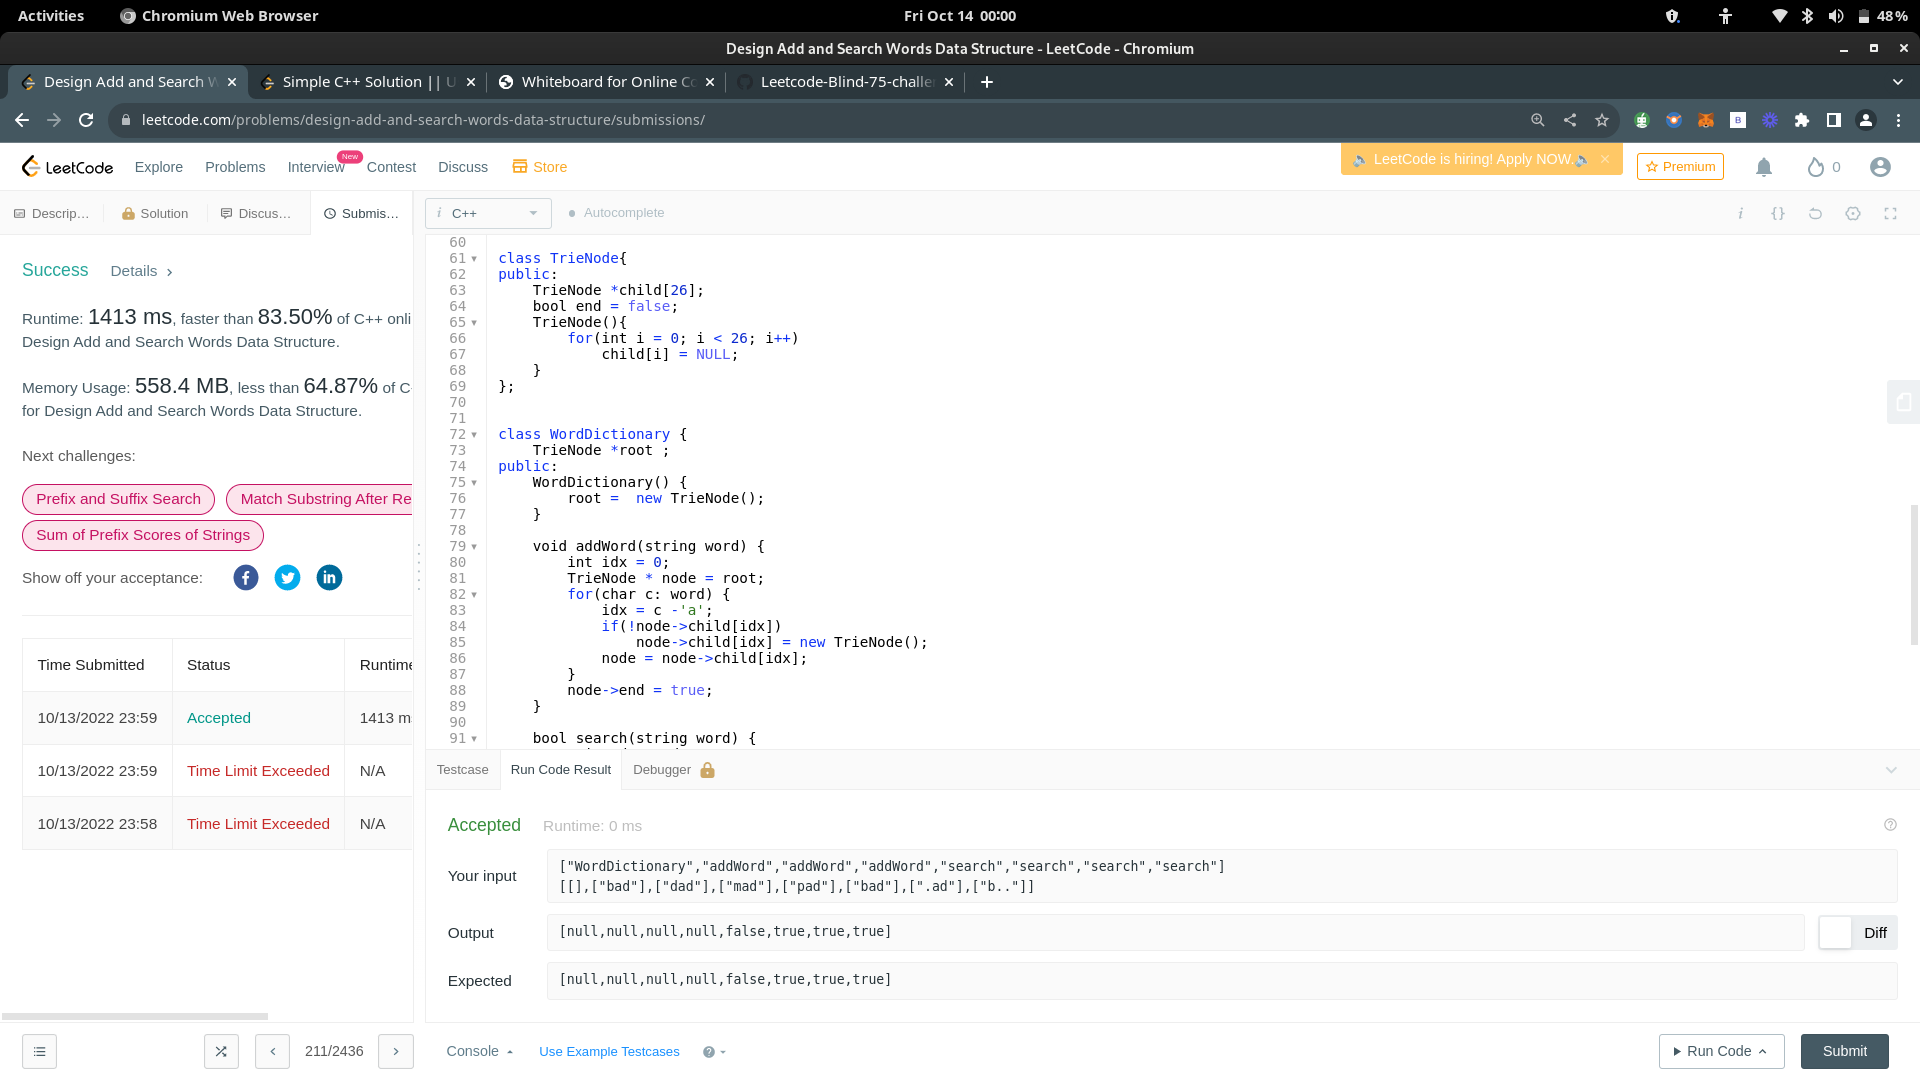 Activities
Chromium Web Browser
Fri Oct 14 00:00
48%
Design Add and Search Words Data Structure - LeetCode - Chromium
Design Add and Search W
Simple C++ Solution || U
Whiteboard for Online Co
Leetcode-Blind-75-challe
leetcode.com/problems/design-add-and-search-words-data-structure/submissions/
LeetCode
Explore
Problems
Interview
New
Contest
Discuss
Store
LeetCode is hiring! Apply NOW.
Premium
0
Descrip...
Solution
Discus...
Submis...
i C++
Autocomplete
Success
Details
Runtime: 1413 ms, faster than 83.50% of C++ onli
Design Add and Search Words Data Structure.
Memory Usage: 558.4 MB, less than 64.87% of C
for Design Add and Search Words Data Structure.
Next challenges:
Prefix and Suffix Search
Match Substring After Re
Sum of Prefix Scores of Strings
Show off your acceptance:
Time Submitted
Status
Runtime
10/13/2022 23:59
Accepted
1413 m
10/13/2022 23:59
Time Limit Exceeded
N/A
10/13/2022 23:58
Time Limit Exceeded
N/A
60
61 class TrieNode{
62 public:
63     TrieNode *child[26];
64     bool end = false;
65     TrieNode(){
66         for(int i = 0; i < 26; i++)
67             child[i] = NULL;
68     }
69 };
70
71
72 class WordDictionary {
73     TrieNode *root ;
74 public:
75     WordDictionary() {
76         root =  new TrieNode();
77     }
78
79     void addWord(string word) {
80         int idx = 0;
81         TrieNode * node = root;
82         for(char c: word) {
83             idx = c -'a';
84             if(!node->child[idx])
85                 node->child[idx] = new TrieNode();
86             node = node->child[idx];
87         }
88         node->end = true;
89     }
90
91     bool search(string word) {
Testcase
Run Code Result
Debugger
Accepted
Runtime: 0 ms
Your input
["WordDictionary","addWord","addWord","addWord","search","search","search","search"]
[[],["bad"],["dad"],["mad"],["pad"],["bad"],[".ad"],["b.."]]
Output
[null,null,null,null,false,true,true,true]
Diff
Expected
[null,null,null,null,false,true,true,true]
211/2436
Console
Use Example Testcases
Run Code
Submit